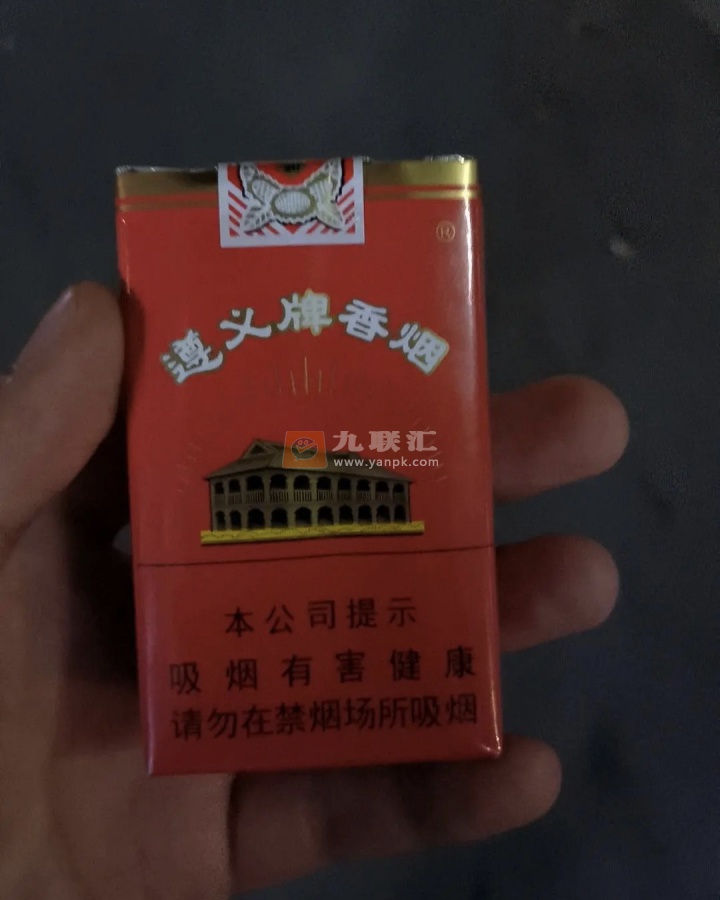 ®
遵义牌香烟
九联汇
www.yanpk.com
本公司提示
吸烟有害健康
请勿在禁烟场所吸烟